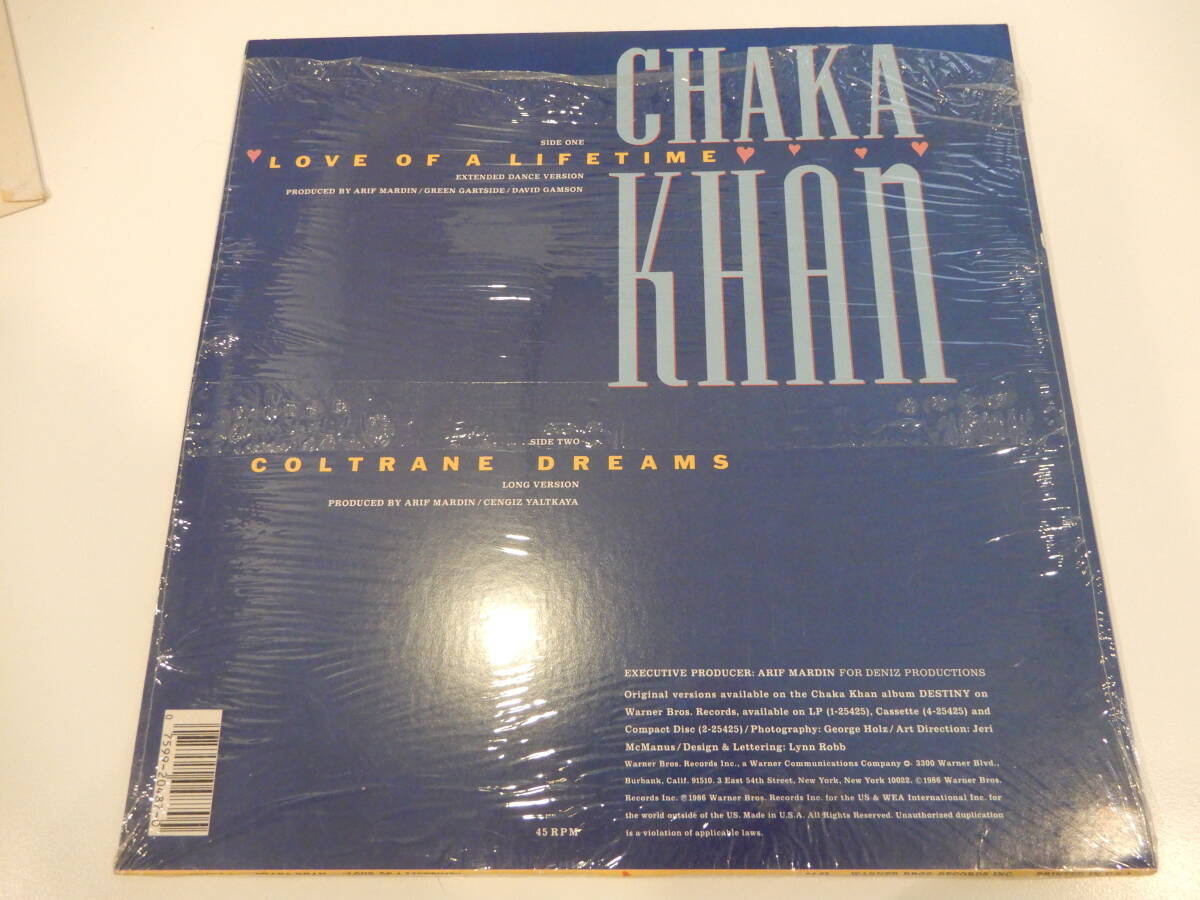 CHAKA
KHAN
SIDE ONE
LOVE OF A LIFETIME
EXTENDED DANCE VERSION
PRODUCED BY ARIF MARDIN/GREEN GARTSIDE/DAVID GAMSON
SIDE TWO
COLTRANE DREAMS
LONG VERSION
PRODUCED BY ARIF MARDIN/CENGIZ YALTKAYA
EXECUTIVE PRODUCER: ARIF MARDIN FOR DENIZ PRODUCTIONS
Original versions available on the Chaka Khan album DESTINY on
Warner Bros. Records, available on LP (1-25425), Cassette (4-25425) and
Compact Disc (2-25425)/Photography: George Holz/Art Direction: Jeri
McManus/Design & Lettering: Lynn Robb
Warner Bros. Records Inc., a Warner Communications Company 3300 Warner Blvd.,
Burbank, Calif. 91510. 3 East 54th Street, New York, New York 10022. ©1986 Warner Bros.
Records Inc. ℗1986 Warner Bros. Records Inc. for the US & WEA International Inc. for
the world outside of the US. Made in U.S.A. All Rights Reserved. Unauthorized duplication
is a violation of applicable laws.
45 RPM
WARNER BROS. RECORDS INC.